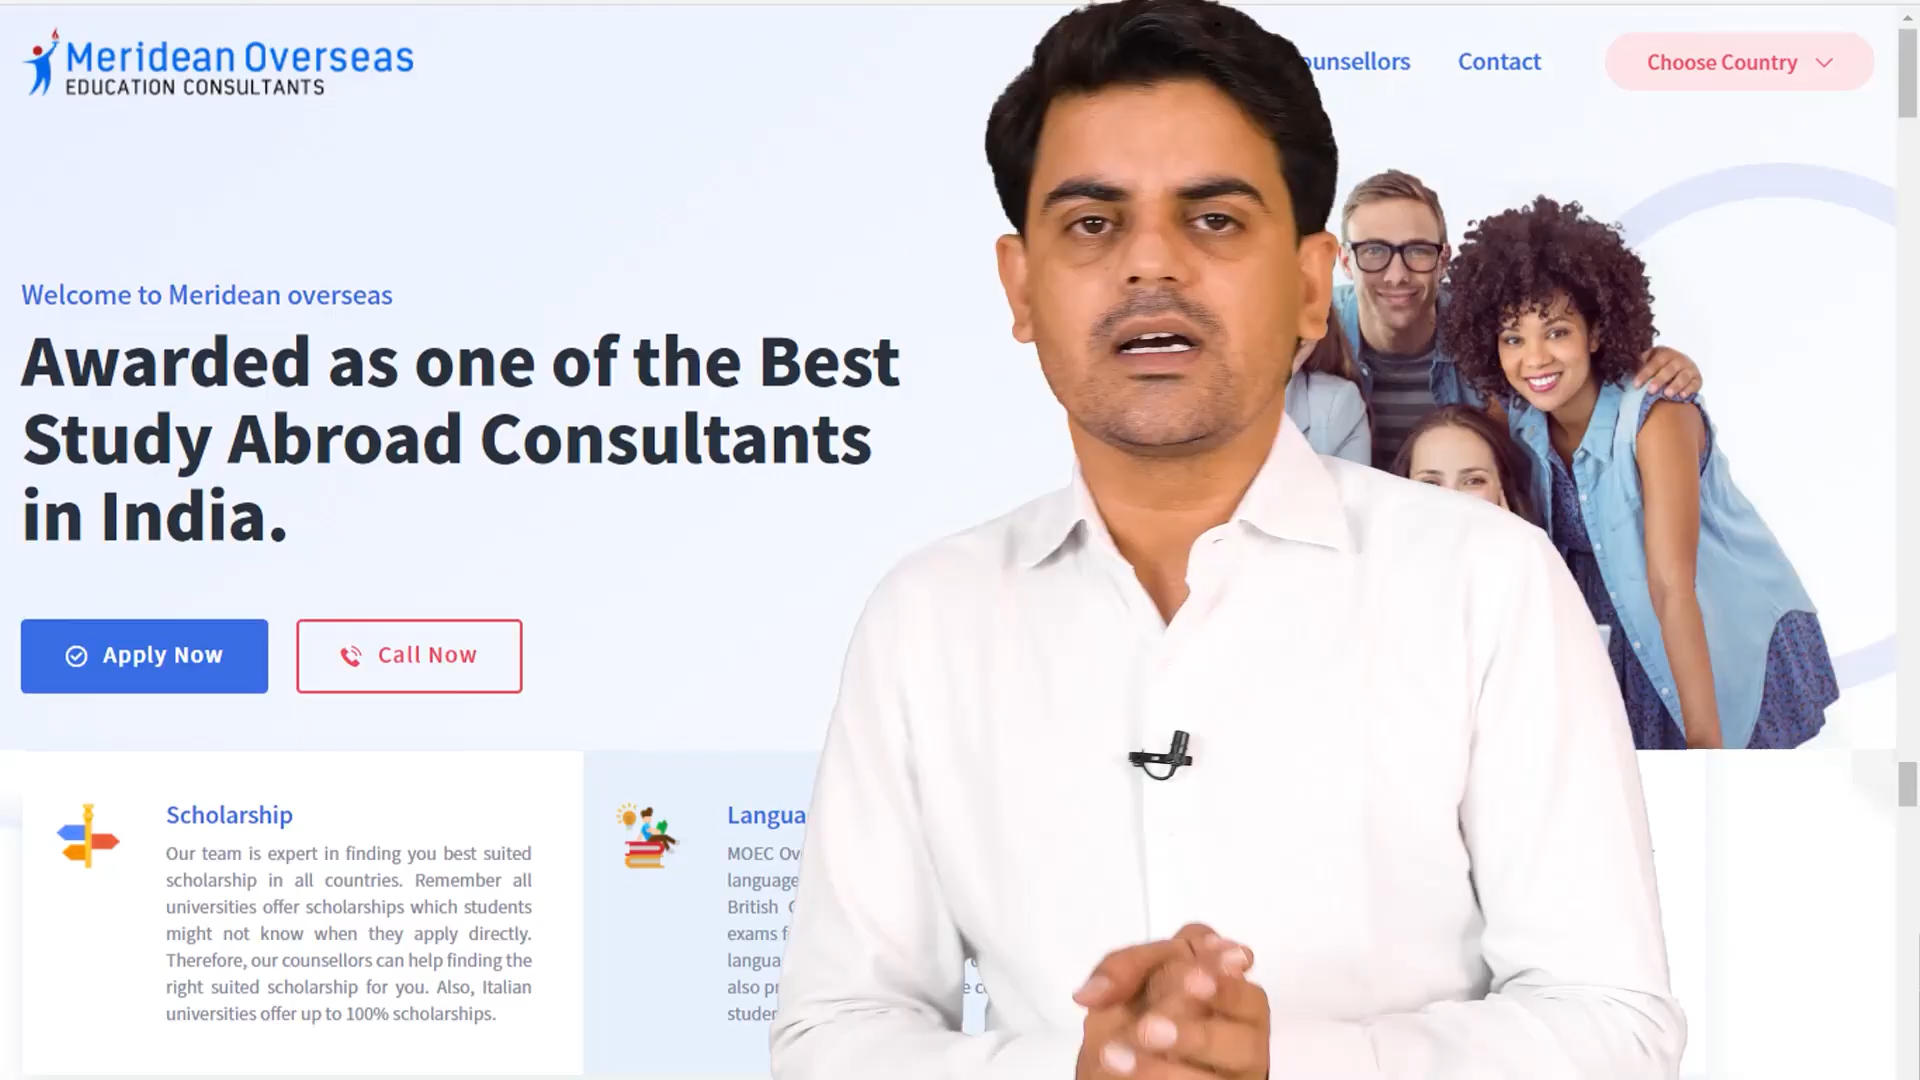 Meridean Overseas
EDUCATION CONSULTANTS
Contact
Choose Country
Welcome to Meridean overseas
Awarded as one of the Best
Study Abroad Consultants
in India.
Apply Now
Call Now
Scholarship
Our team is expert in finding you best suited
scholarship in all countries. Remember all
universities offer scholarships which students
might not know when they apply directly.
Therefore, our counsellors can help finding the
right suited scholarship for you. Also, Italian
universities offer up to 100% scholarships.
MOEC
language
British
exams
also